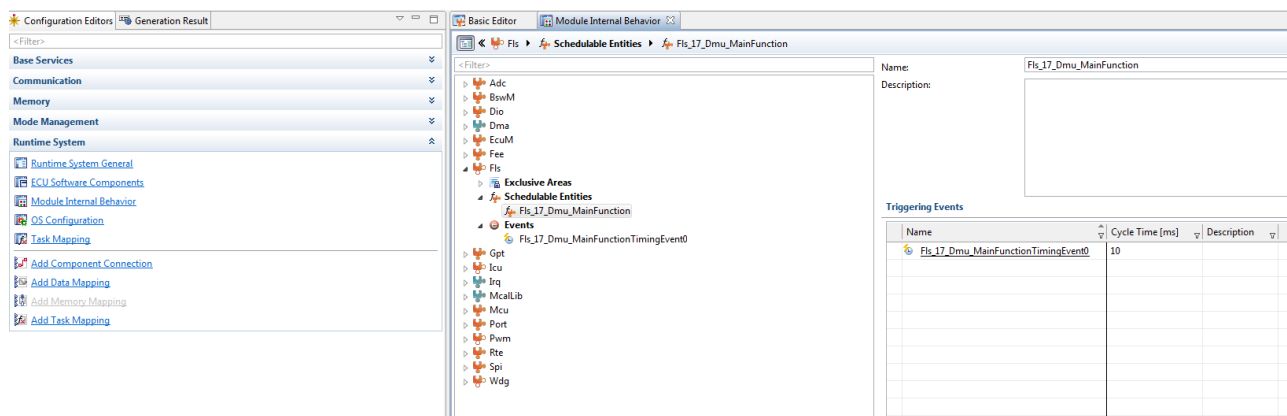 Configuration Editors
Generation Result
<Filter>
Base Services
Communication
Memory
Mode Management
Runtime System
Runtime System General
ECU Software Components
Module Internal Behavior
OS Configuration
Task Mapping
Add Component Connection
Add Data Mapping
Add Memory Mapping
Add Task Mapping
Basic Editor
Module Internal Behavior
Fls
Schedulable Entities
Fls_17_Dmu_MainFunction
<Filter>
Adc
BswM
Dio
Dma
EcuM
Fee
Fls
Exclusive Areas
Schedulable Entities
Fls_17_Dmu_MainFunction
Events
Fls_17_Dmu_MainFunctionTimingEvent0
Gpt
Icu
Irq
McalLib
Mcu
Port
Pwm
Rte
Spi
Wdg
Name:
Fls_17_Dmu_MainFunction
Description:
Triggering Events
Name
Cycle Time [ms]
Description
Fls_17_Dmu_MainFunctionTimingEvent0
10